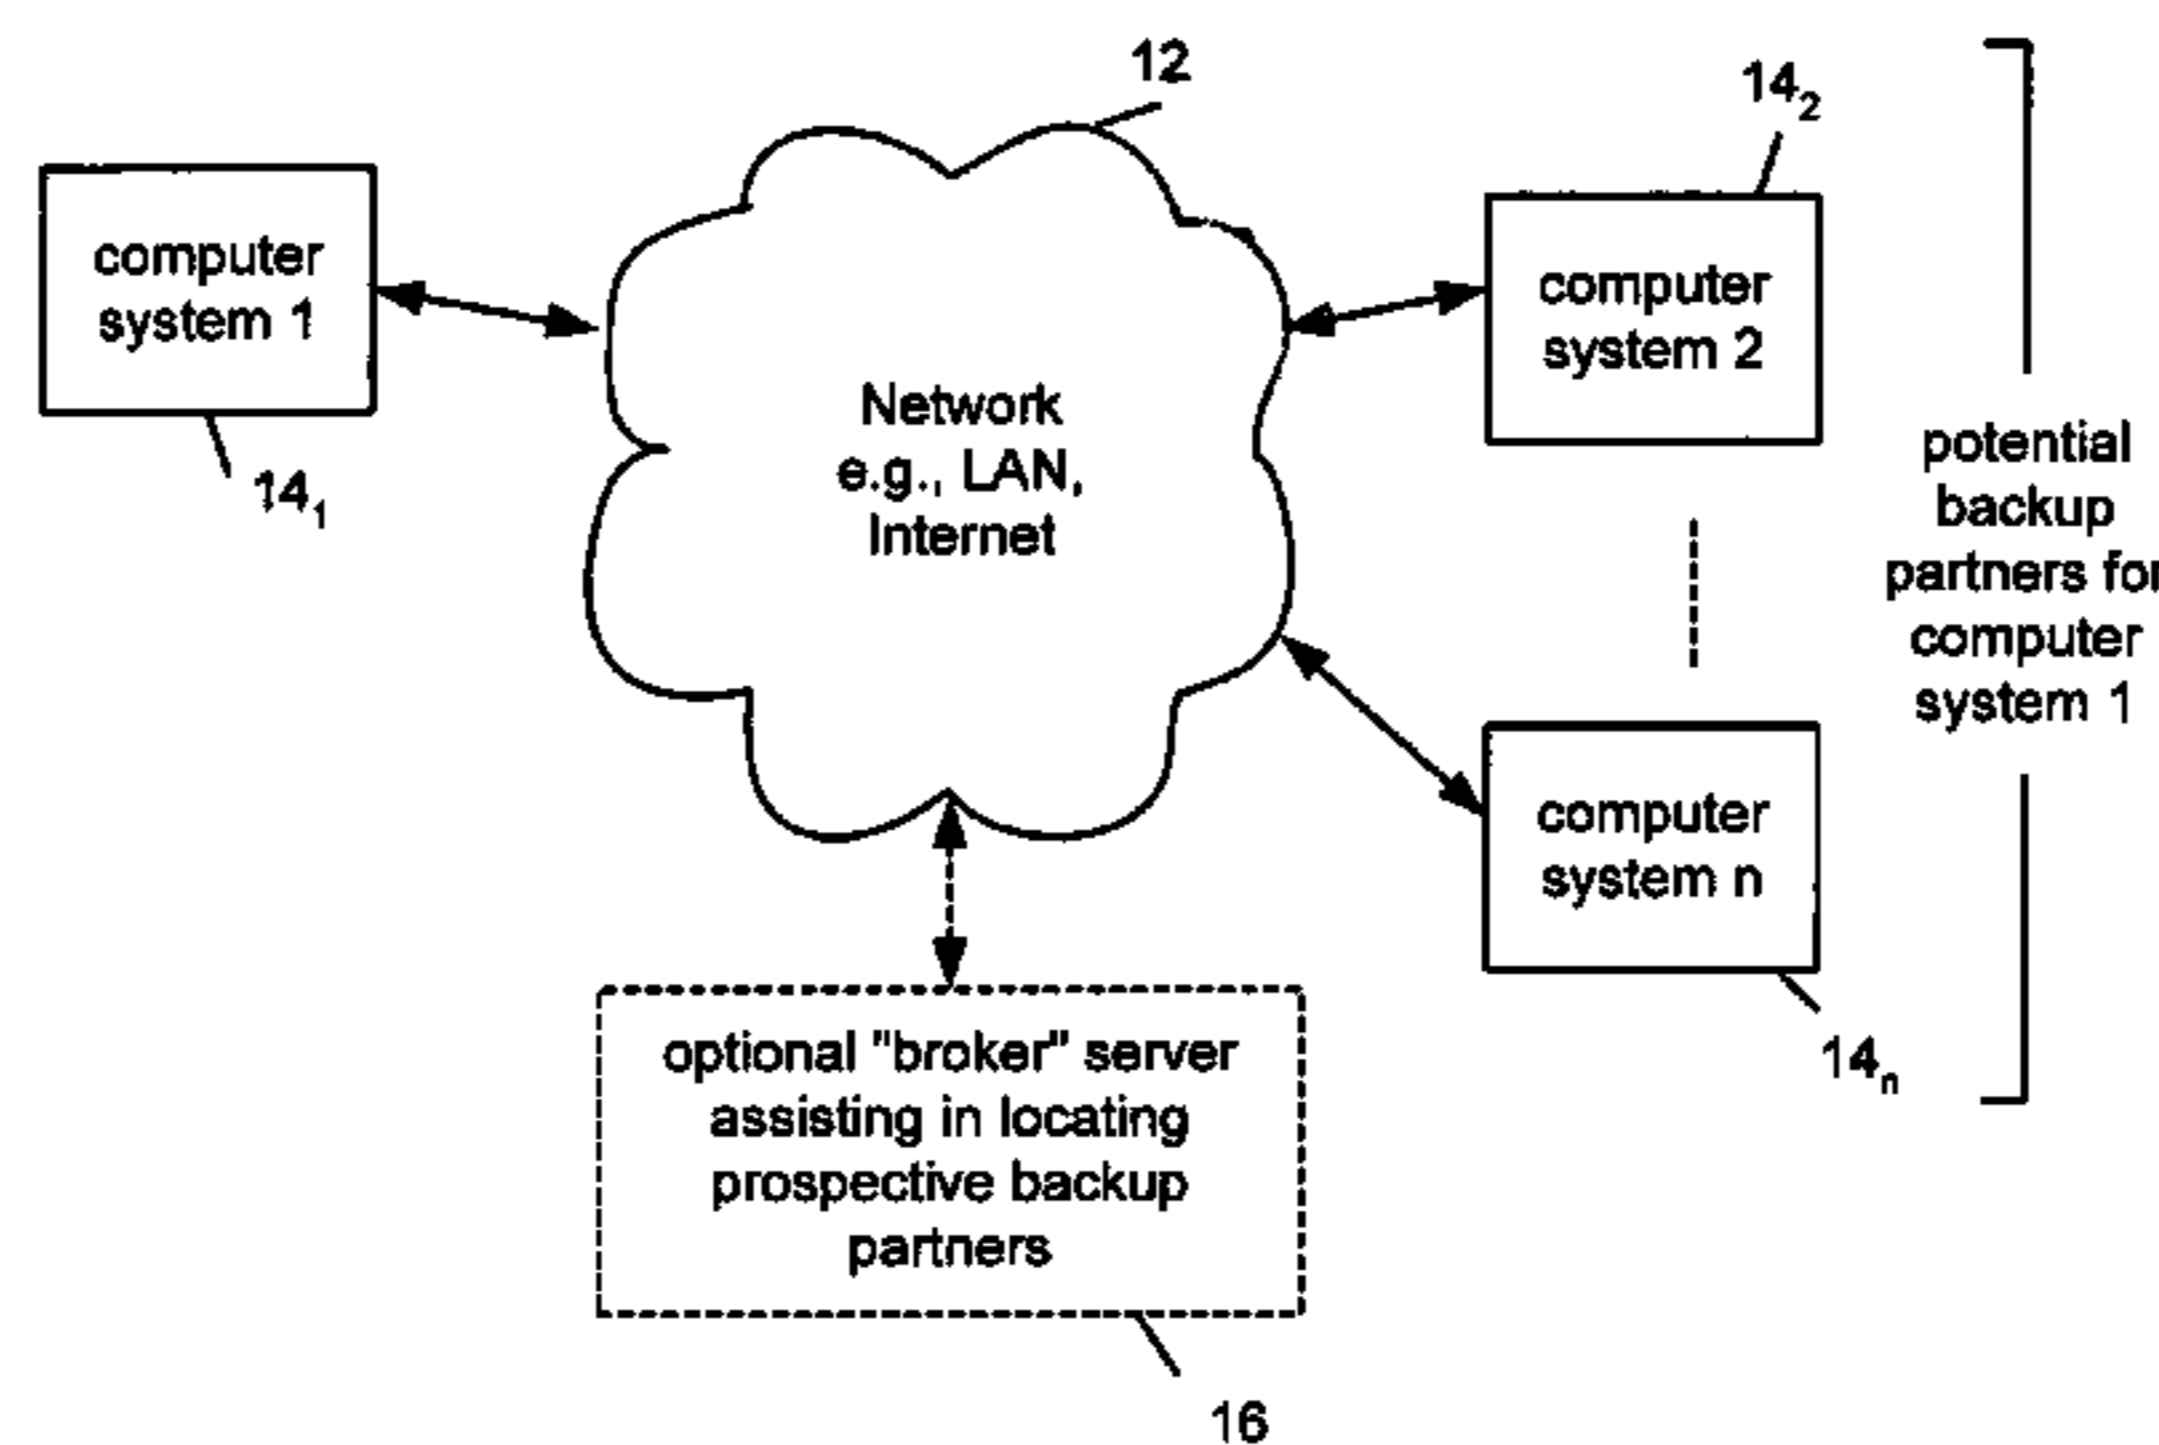 12
14₂
computer
system 1
14₁
Network
e.g., LAN,
Internet
computer
system 2
potential
backup
partners for
computer
system 1
computer
system n
14ₙ
optional "broker" server
assisting in locating
prospective backup
partners
16